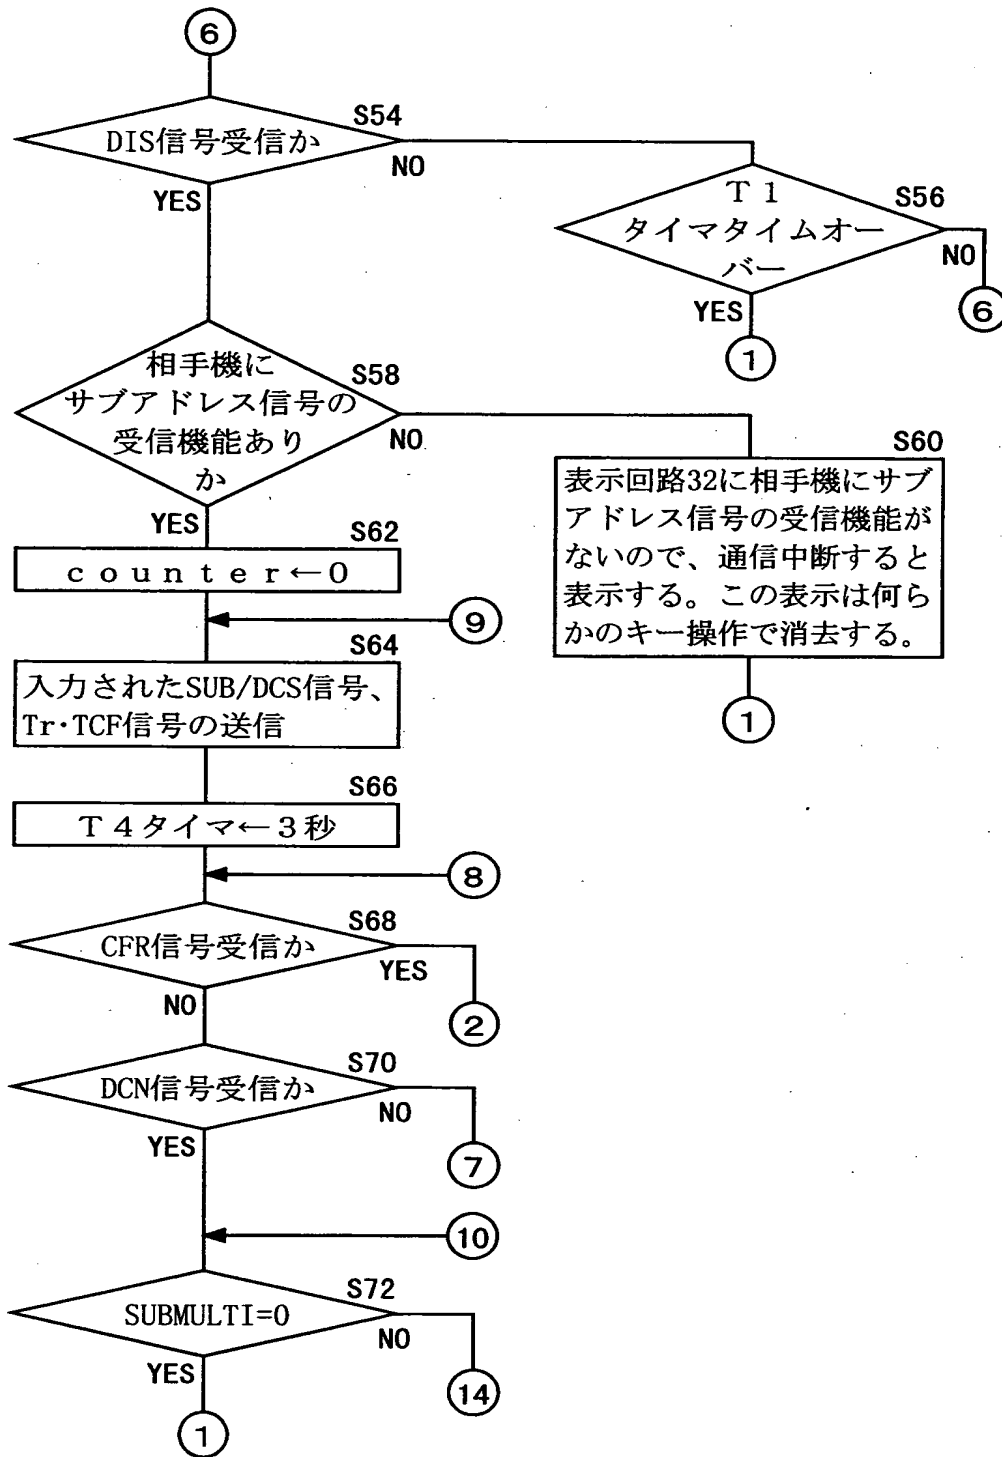 6
S54
DIS信号受信か
NO
YES
T1
S56
タイマタイムオー
バー
NO
YES
6
1
相手機に
S58
サブアドレス信号の
受信機能あり
か
NO
YES
S60
表示回路32に相手機にサブ
アドレス信号の受信機能が
ないので、通信中断すると
表示する。この表示は何ら
かのキー操作で消去する。
1
S62
counter←0
9
S64
入力されたSUB/DCS信号、
Tr・TCF信号の送信
S66
T4タイマ←3秒
8
S68
CFR信号受信か
YES
NO
2
S70
DCN信号受信か
NO
YES
7
10
S72
SUBMULTI=0
NO
YES
14
1